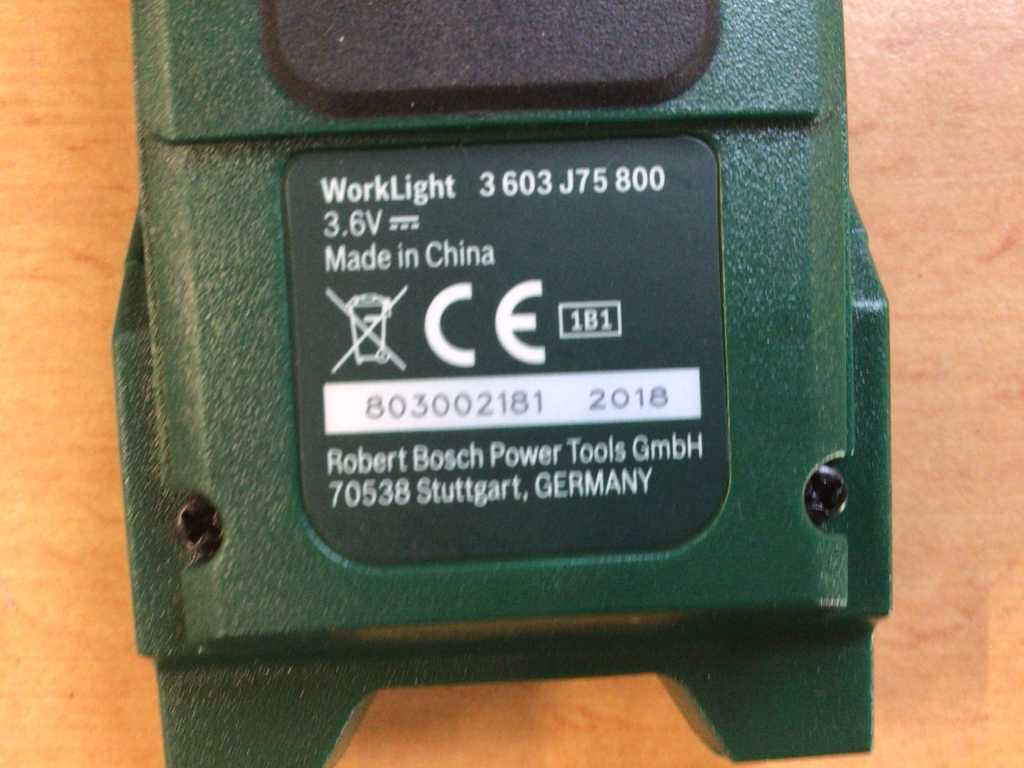 WorkLight 3 603 J75 800
3.6V
Made in China
CE 1B1
803002181 2018
Robert Bosch Power Tools GmbH
70538 Stuttgart, GERMANY